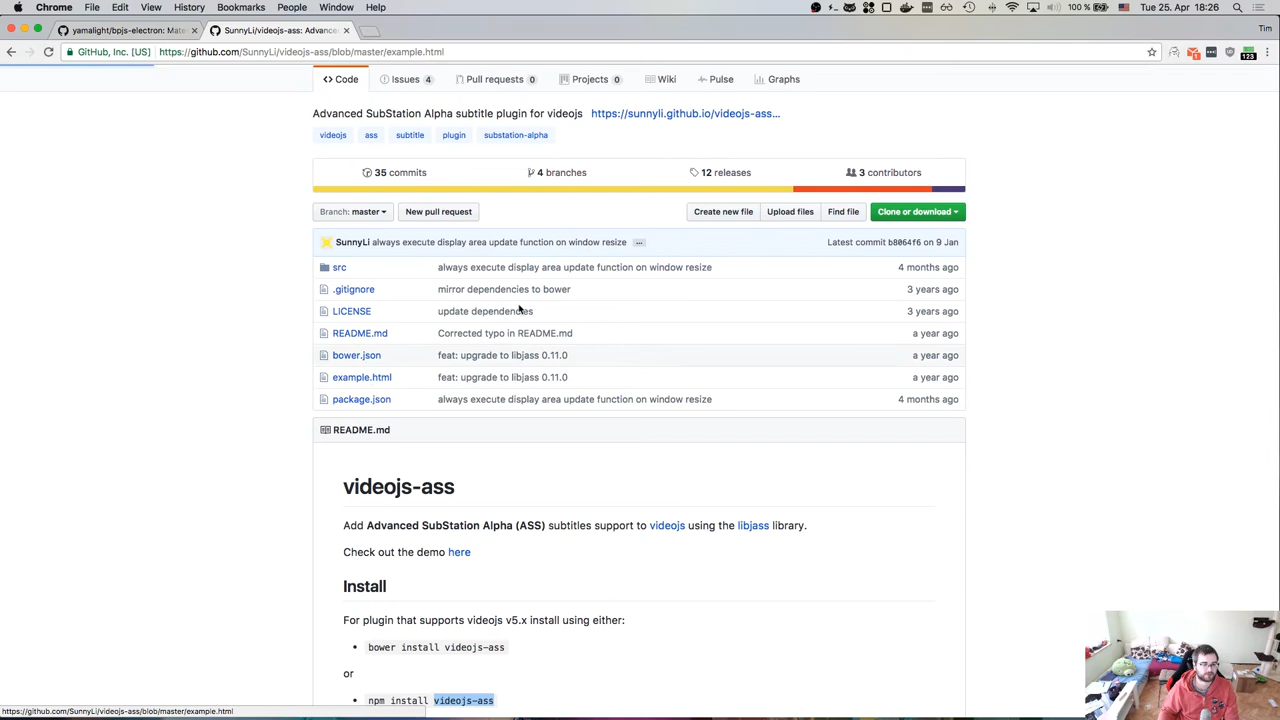 Chrome File Edit View History Bookmarks People Window Help 100 % Tue 25. Apr 18:26
yamalight/bpjs-electron: Mate SunnyLi/videojs-ass: Advance Tim
GitHub, Inc. [US] https://github.com/SunnyLi/videojs-ass/blob/master/example.html 123
Code Issues 4 Pull requests 0 Projects 0 Wiki Pulse Graphs
Advanced SubStation Alpha subtitle plugin for videojs https://sunnyli.github.io/videojs-ass...
videojs ass subtitle plugin substation-alpha
35 commits 4 branches 12 releases 3 contributors
Branch: master New pull request Create new file Upload files Find file Clone or download
SunnyLi always execute display area update function on window resize ... Latest commit b8064f6 on 9 Jan
src always execute display area update function on window resize 4 months ago
.gitignore mirror dependencies to bower 3 years ago
LICENSE update dependencies 3 years ago
README.md Corrected typo in README.md a year ago
bower.json feat: upgrade to libjass 0.11.0 a year ago
example.html feat: upgrade to libjass 0.11.0 a year ago
package.json always execute display area update function on window resize 4 months ago
README.md
videojs-ass
Add Advanced SubStation Alpha (ASS) subtitles support to videojs using the libjass library.
Check out the demo here
Install
For plugin that supports videojs v5.x install using either:
• bower install videojs-ass
or
• npm install videojs-ass
https://github.com/SunnyLi/videojs-ass/blob/master/example.html